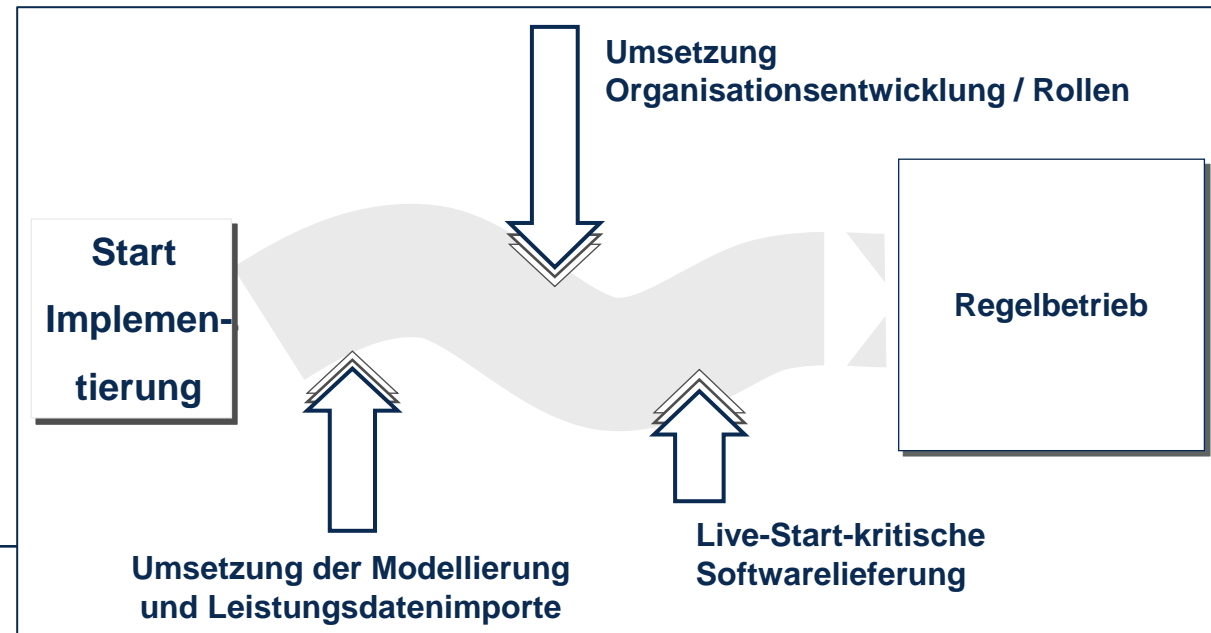 Umsetzung
Organisationsentwicklung / Rollen
Start
Implemen-
tierung
Regelbetrieb
Umsetzung der Modellierung
und Leistungsdatenimporte
Live-Start-kritische
Softwarelieferung